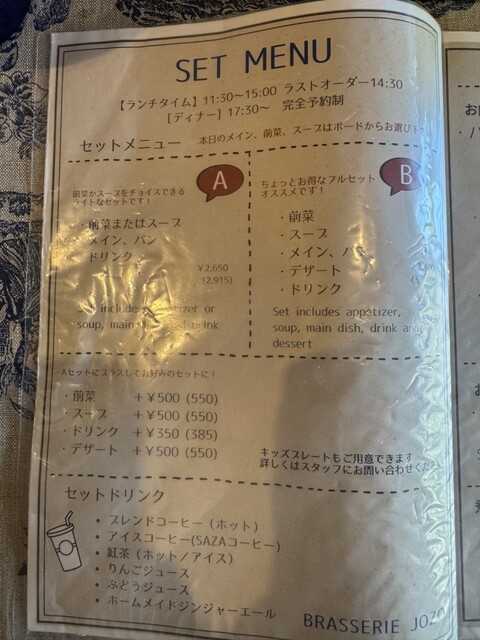 SET MENU
【ランチタイム】11:30〜15:00 ラストオーダー14:30
[ディナー] 17:30〜 完全予約制
セットメニュー 本日のメイン、前菜、スープはボードからお選び下
A
前菜かスープをチョイスできる
ライトなセットです！
・前菜またはスープ
・メイン、パン
・ドリンク
¥2,650
(2,915)
Set includes appetizer or
soup, main and drink
B
ちょっとお得なフルセット
オススメです！
・前菜
・スープ
・メイン、パン
・デザート
・ドリンク
Set includes appetizer,
soup, main dish, drink and
dessert
Aセットにプラスしてお好みのセットに！
・前菜 ＋¥500 (550)
・スープ ＋¥500 (550)
・ドリンク ＋¥350 (385)
・デザート ＋¥500 (550)
キッズプレートもご用意できます
詳しくはスタッフにお問い合わせくだ
セットドリンク
• ブレンドコーヒー（ホット）
• アイスコーヒー(SAZAコーヒー)
• 紅茶（ホット／アイス）
• りんごジュース
• ぶどうジュース
• ホームメイドジンジャーエール
BRASSERIE JOZO